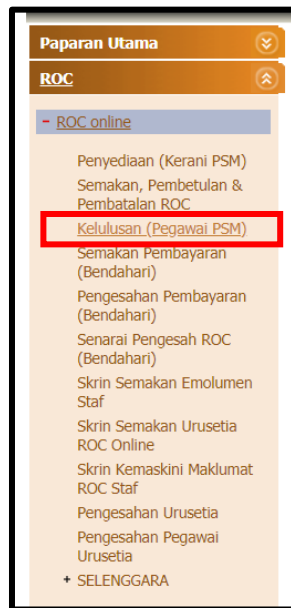 Paparan Utama
ROC
- ROC online
Penyediaan (Kerani PSM)
Semakan, Pembetulan &
Pembatalan ROC
Kelulusan (Pegawai PSM)
Semakan Pembayaran
(Bendahari)
Pengesahan Pembayaran
(Bendahari)
Senarai Pengesah ROC
(Bendahari)
Skrin Semakan Emolumen
Staf
Skrin Semakan Urusetia
ROC Online
Skrin Kemaskini Maklumat
ROC Staf
Pengesahan Urusetia
Pengesahan Pegawai
Urusetia
+ SELENGGARA